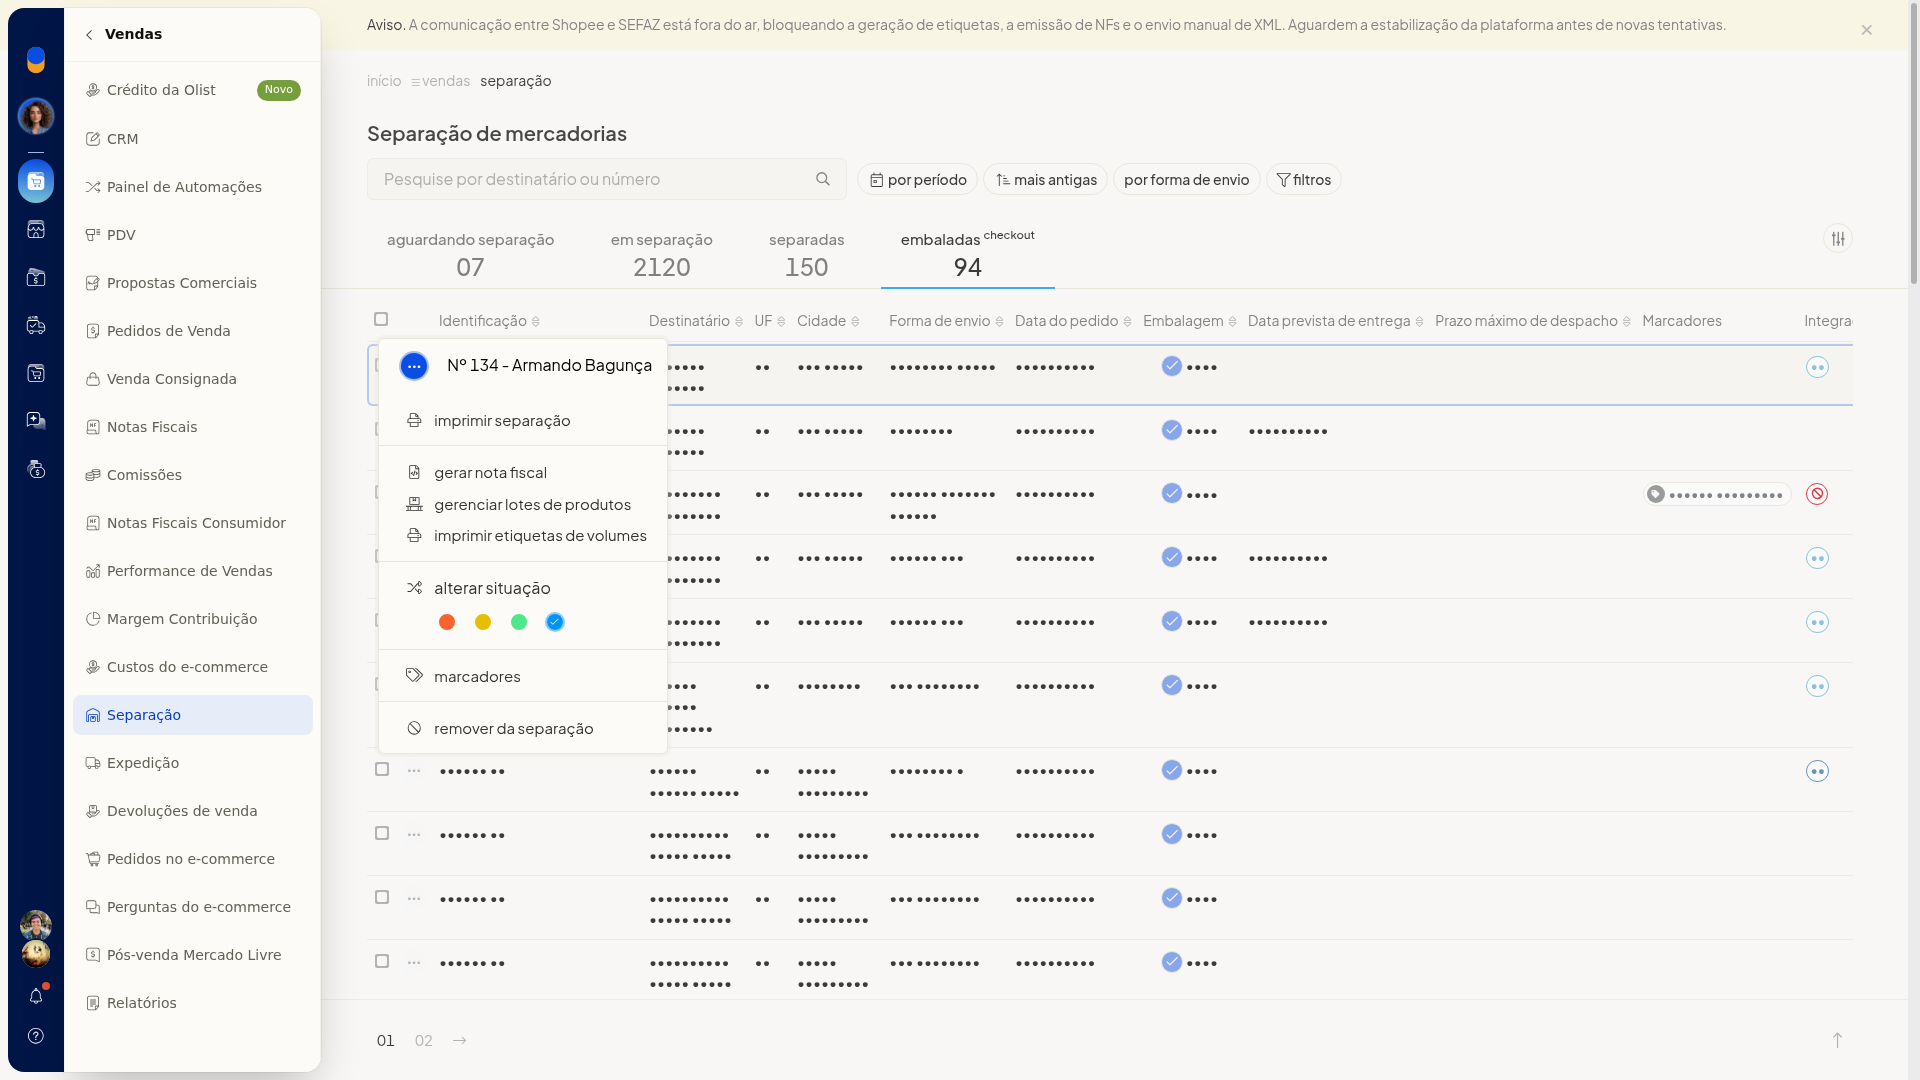 Aviso. A comunicação entre Shopee e SEFAZ está fora do ar, bloqueando a geração de etiquetas, a emissão de NFs e o envio manual de XML. Aguardem a estabilização da plataforma antes de novas tentativas.
Vendas
Crédito da Olist Novo
CRM
Painel de Automações
PDV
Propostas Comerciais
Pedidos de Venda
Venda Consignada
Notas Fiscais
Comissões
Notas Fiscais Consumidor
Performance de Vendas
Margem Contribuição
Custos do e-commerce
Separação
Expedição
Devoluções de venda
Pedidos no e-commerce
Perguntas do e-commerce
Pós-venda Mercado Livre
Relatórios
início vendas separação
Separação de mercadorias
Pesquise por destinatário ou número
por período mais antigas por forma de envio filtros
aguardando separação em separação separadas embaladas checkout
07 2120 150 94
Identificação Destinatário UF Cidade Forma de envio Data do pedido Embalagem Data prevista de entrega Prazo máximo de despacho Marcadores Integra
Nº 134 - Armando Bagunça
imprimir separação
gerar nota fiscal
gerenciar lotes de produtos
imprimir etiquetas de volumes
alterar situação
marcadores
remover da separação
01 02